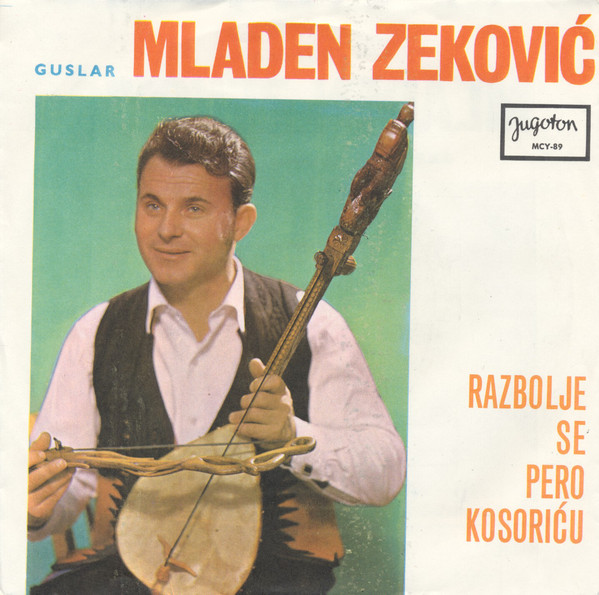 GUSLAR MLADEN ZEKOVIĆ
Jugoton
MCY-89
RAZBOLJE
SE
PERO
KOSORIĆU